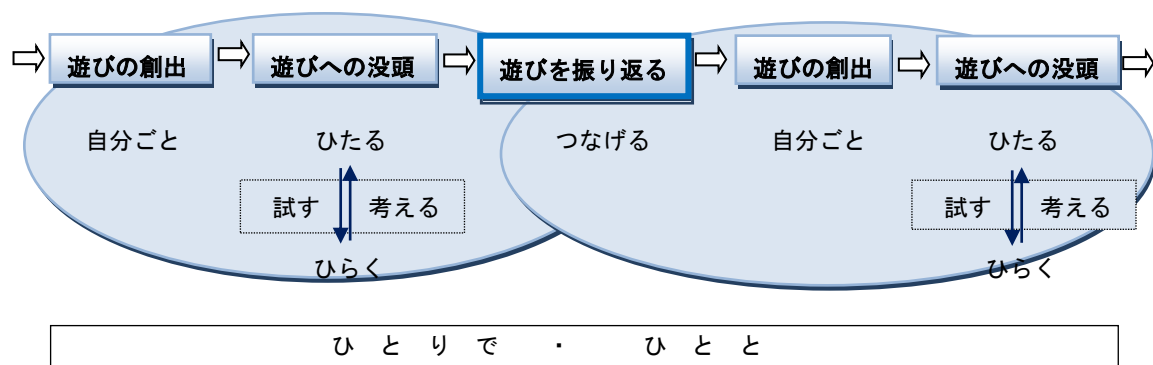 遊びの創出 遊びへの没頭 遊びを振り返る 遊びの創出 遊びへの没頭
自分ごと ひたる つなげる 自分ごと ひたる
試す 考える 試す 考える
ひらく ひらく
ひとりで ・ ひとと